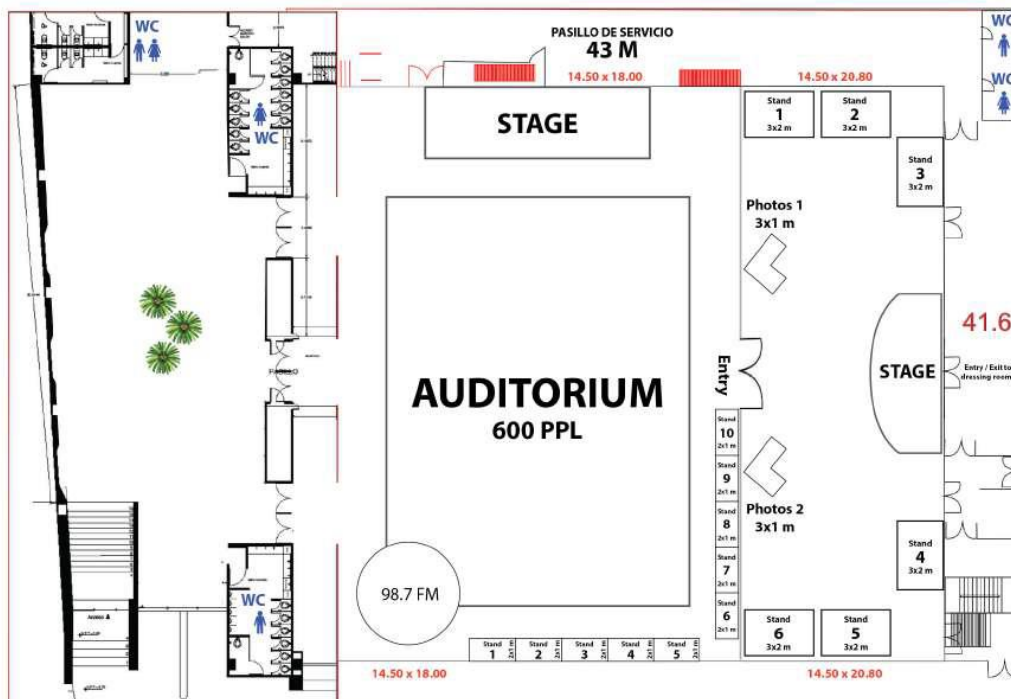 WC
PASILLO DE SERVICIO
43 M
14.50 x 18.00
14.50 x 20.80
WC
WC
WC
STAGE
Stand
1
3x2 m
Stand
2
3x2 m
Stand
3
3x2 m
Photos 1
3x1 m
STAGE
41.6
Entry / Exit to
dressing room
Entry
AUDITORIUM
600 PPL
Stand
10
2x1 m
Stand
9
2x1 m
Stand
8
2x1 m
Stand
7
2x1 m
Stand
6
2x1 m
Photos 2
3x1 m
Stand
4
3x2 m
98.7 FM
WC
Stand
1
2x1 m
Stand
2
2x1 m
Stand
3
2x1 m
Stand
4
2x1 m
Stand
5
2x1 m
Stand
6
3x2 m
Stand
5
3x2 m
14.50 x 18.00
14.50 x 20.80